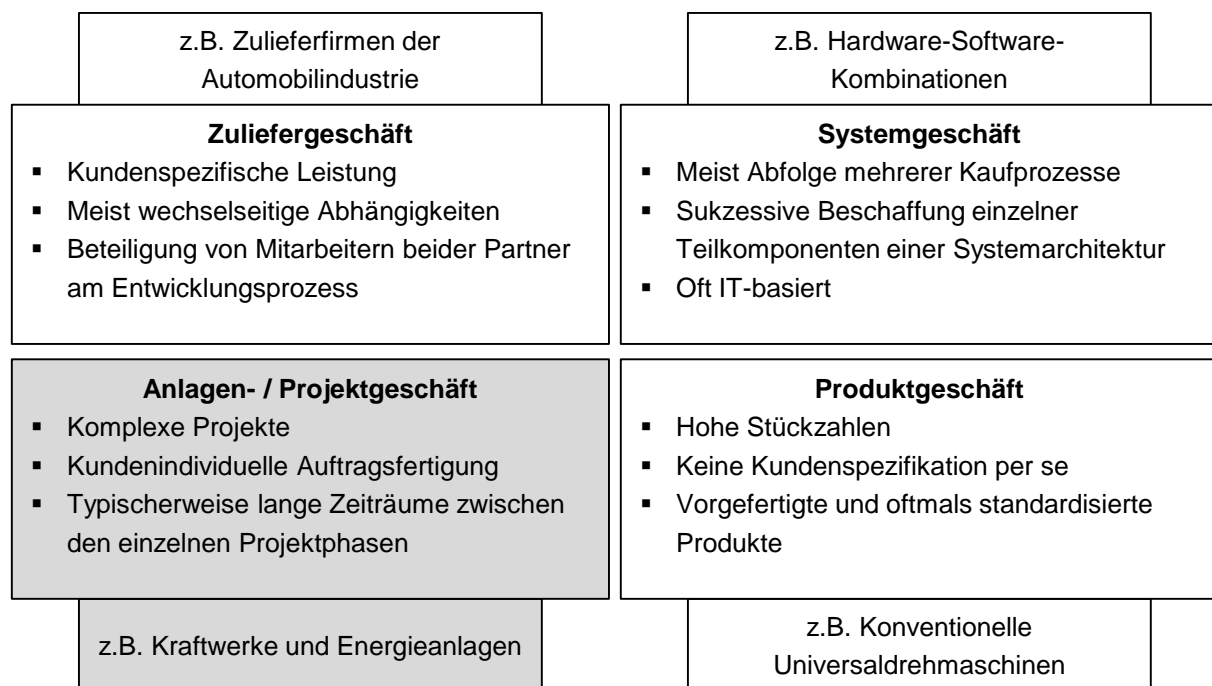 z.B. Zulieferfirmen der
Automobilindustrie
Zuliefergeschäft
▪ Kundenspezifische Leistung
▪ Meist wechselseitige Abhängigkeiten
▪ Beteiligung von Mitarbeitern beider Partner
am Entwicklungsprozess
z.B. Hardware-Software-
Kombinationen
Systemgeschäft
▪ Meist Abfolge mehrerer Kaufprozesse
▪ Sukzessive Beschaffung einzelner
Teilkomponenten einer Systemarchitektur
▪ Oft IT-basiert
Anlagen- / Projektgeschäft
▪ Komplexe Projekte
▪ Kundenindividuelle Auftragsfertigung
▪ Typischerweise lange Zeiträume zwischen
den einzelnen Projektphasen
z.B. Kraftwerke und Energieanlagen
Produktgeschäft
▪ Hohe Stückzahlen
▪ Keine Kundenspezifikation per se
▪ Vorgefertigte und oftmals standardisierte
Produkte
z.B. Konventionelle
Universaldrehmaschinen